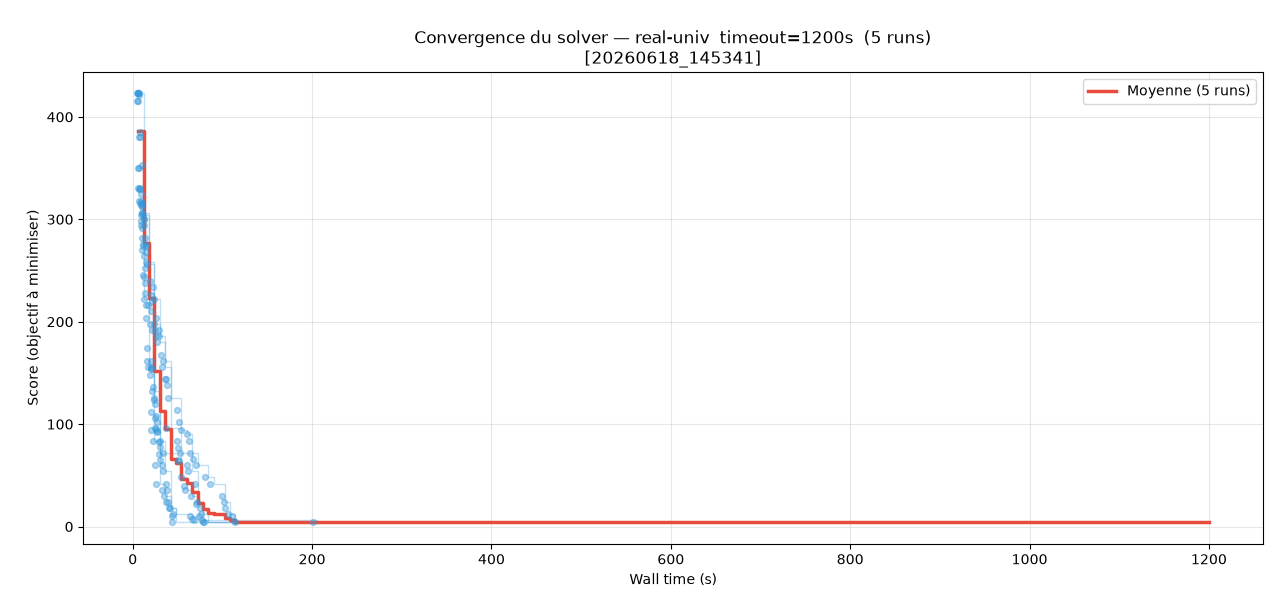 Convergence du solver — real-univ  timeout=1200s  (5 runs)
[20260618_145341]
Moyenne (5 runs)
Score (objectif à minimiser)
400
300
200
100
0
0 200 400 600 800 1000 1200
Wall time (s)